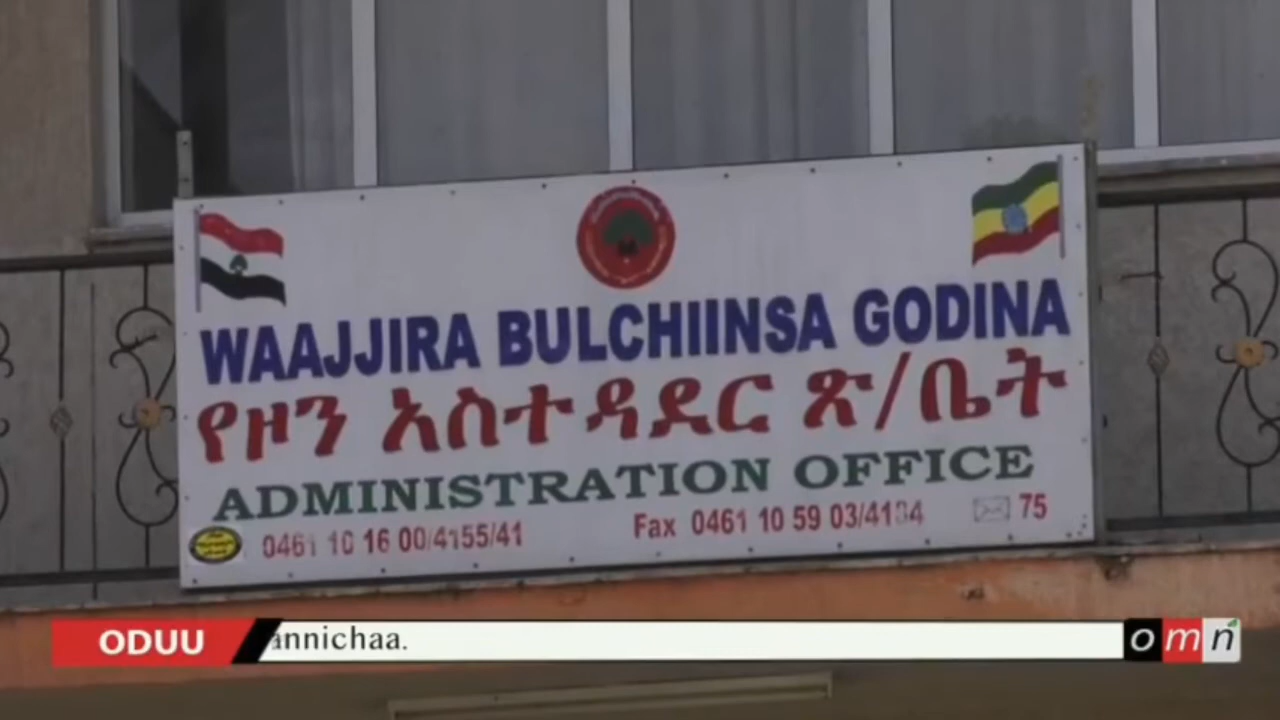 WAAJJIRA BULCHIINSA GODINA
የዞን አስተዳደር ጽ/ቤት
ADMINISTRATION OFFICE
0461 10 16 00/4155/41
Fax 0461 10 59 03/4134
75
ODUU
annichaa.
omn